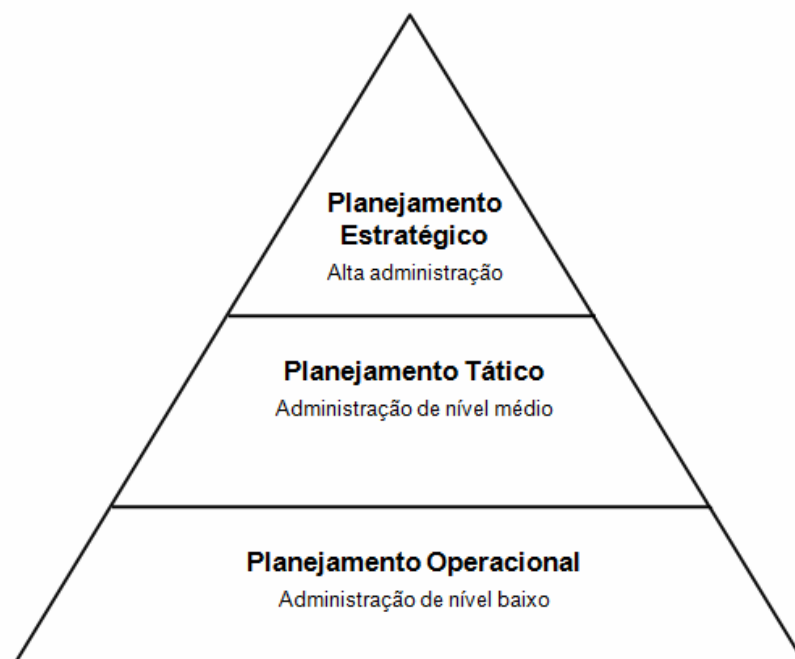 Planejamento
Estratégico
Alta administração
Planejamento Tático
Administração de nível médio
Planejamento Operacional
Administração de nível baixo